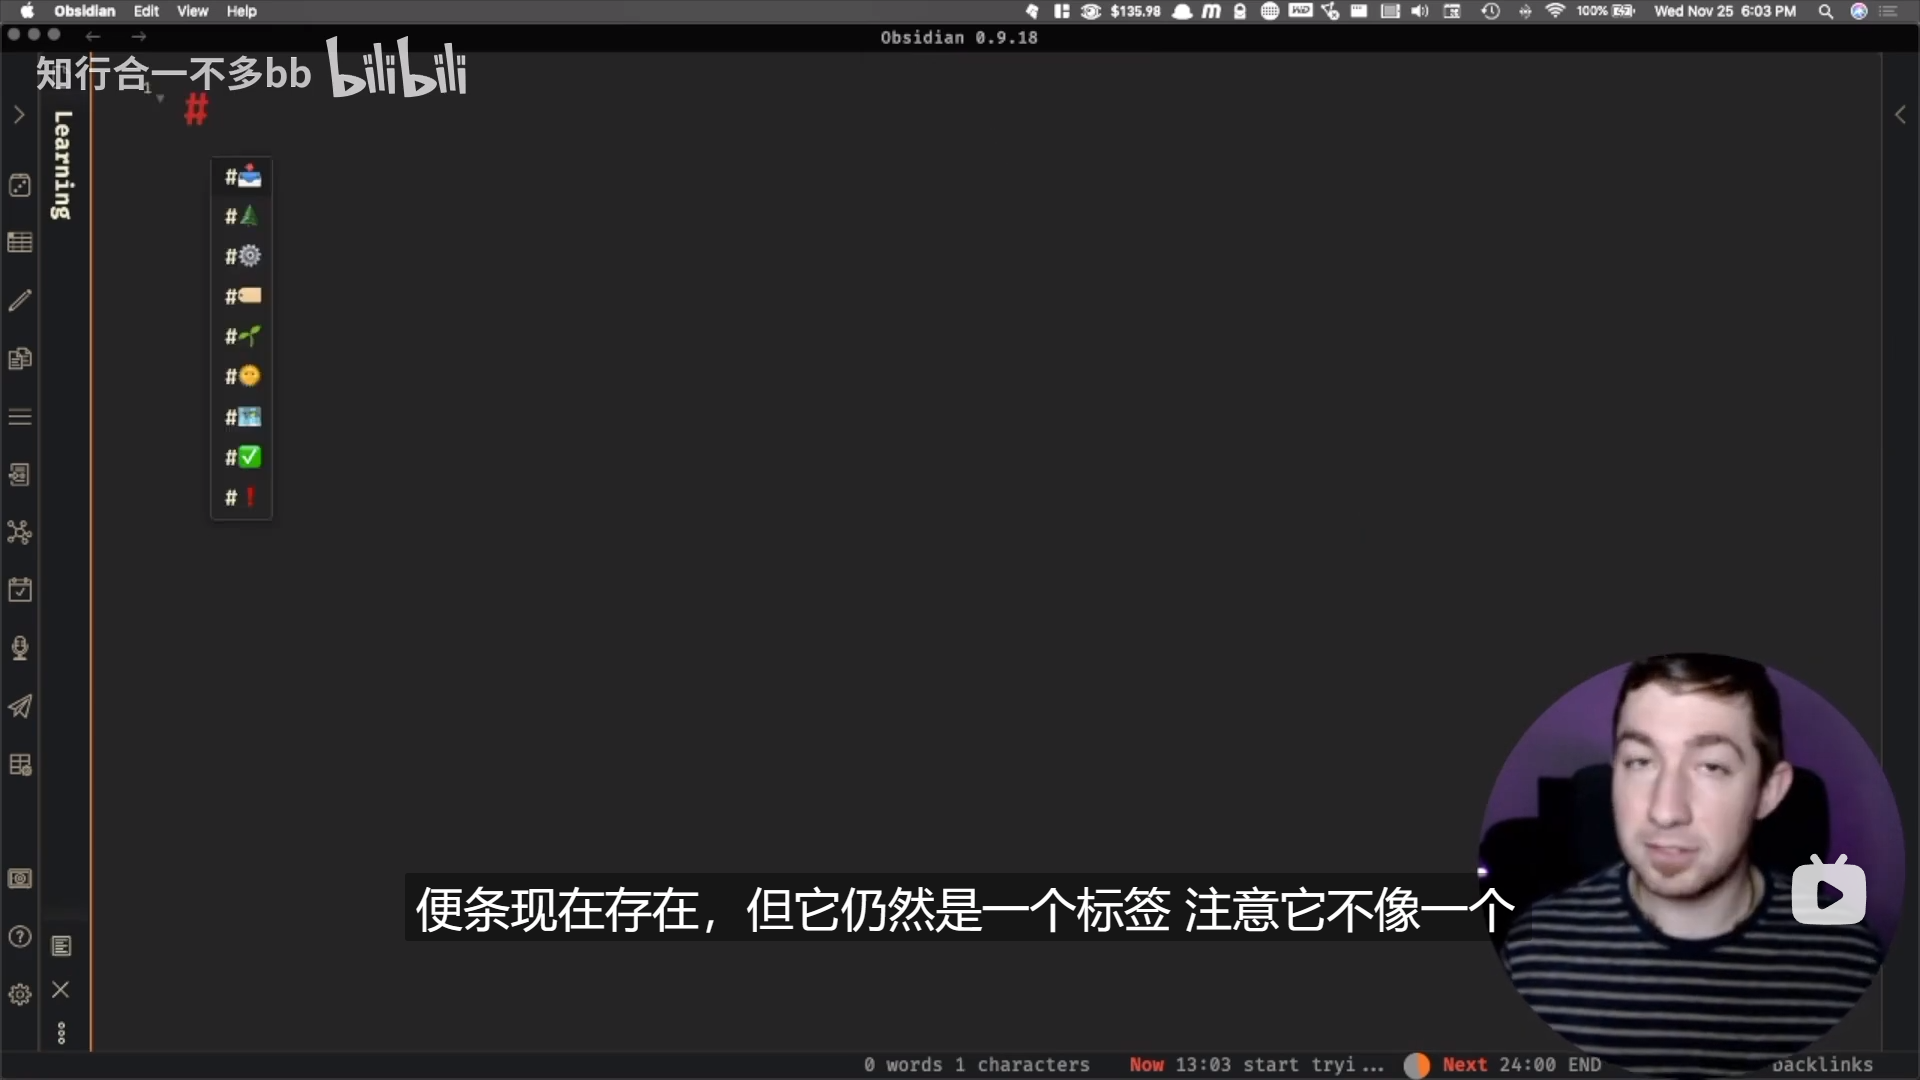 Obsidian Edit View Help
$135.98
100%
Wed Nov 25 6:03 PM
Obsidian 0.9.18
知行合一不多bb bilibili
1
#
Learning
#📥
#🌲
#⚙️
#🏷️
#🌱
#🌞
#🗺️
#✅
#❗
便条现在存在，但它仍然是一个标签 注意它不像一个
0 words 1 characters Now 13:03 start tryi... Next 24:00 END backlinks